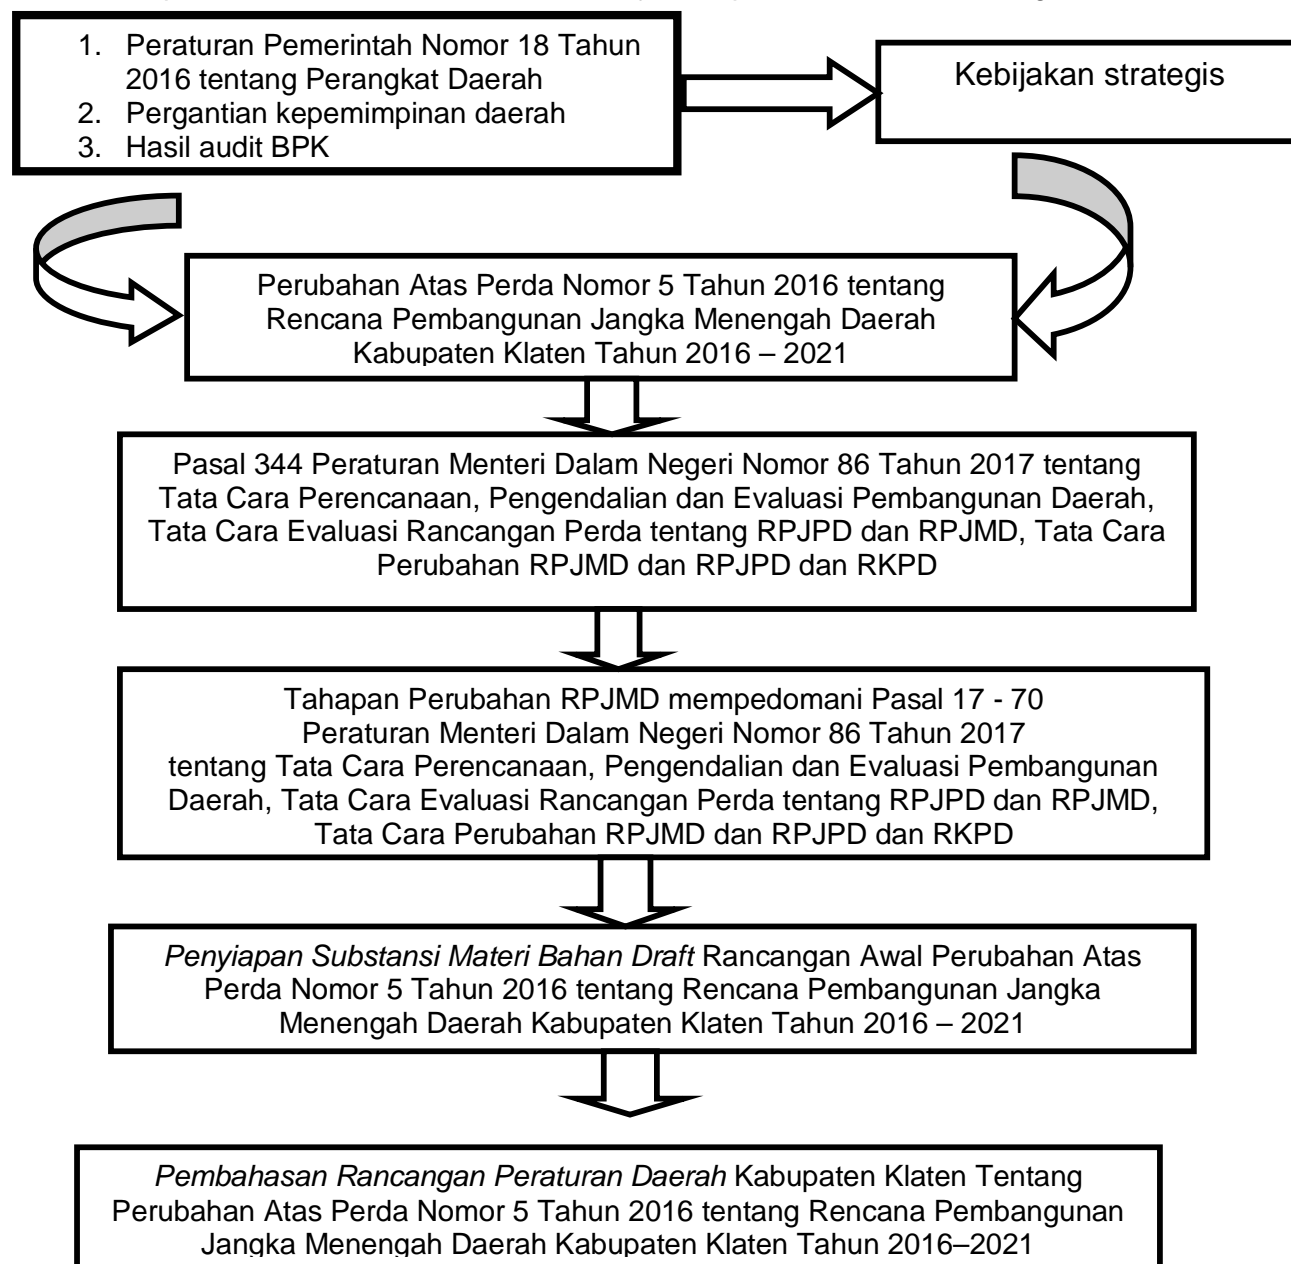 1. Peraturan Pemerintah Nomor 18 Tahun
2016 tentang Perangkat Daerah
2. Pergantian kepemimpinan daerah
3. Hasil audit BPK
Kebijakan strategis
Perubahan Atas Perda Nomor 5 Tahun 2016 tentang
Rencana Pembangunan Jangka Menengah Daerah
Kabupaten Klaten Tahun 2016 – 2021
Pasal 344 Peraturan Menteri Dalam Negeri Nomor 86 Tahun 2017 tentang
Tata Cara Perencanaan, Pengendalian dan Evaluasi Pembangunan Daerah,
Tata Cara Evaluasi Rancangan Perda tentang RPJPD dan RPJMD, Tata Cara
Perubahan RPJMD dan RPJPD dan RKPD
Tahapan Perubahan RPJMD mempedomani Pasal 17 - 70
Peraturan Menteri Dalam Negeri Nomor 86 Tahun 2017
tentang Tata Cara Perencanaan, Pengendalian dan Evaluasi Pembangunan
Daerah, Tata Cara Evaluasi Rancangan Perda tentang RPJPD dan RPJMD,
Tata Cara Perubahan RPJMD dan RPJPD dan RKPD
Penyiapan Substansi Materi Bahan Draft Rancangan Awal Perubahan Atas
Perda Nomor 5 Tahun 2016 tentang Rencana Pembangunan Jangka
Menengah Daerah Kabupaten Klaten Tahun 2016 – 2021
Pembahasan Rancangan Peraturan Daerah Kabupaten Klaten Tentang
Perubahan Atas Perda Nomor 5 Tahun 2016 tentang Rencana Pembangunan
Jangka Menengah Daerah Kabupaten Klaten Tahun 2016–2021